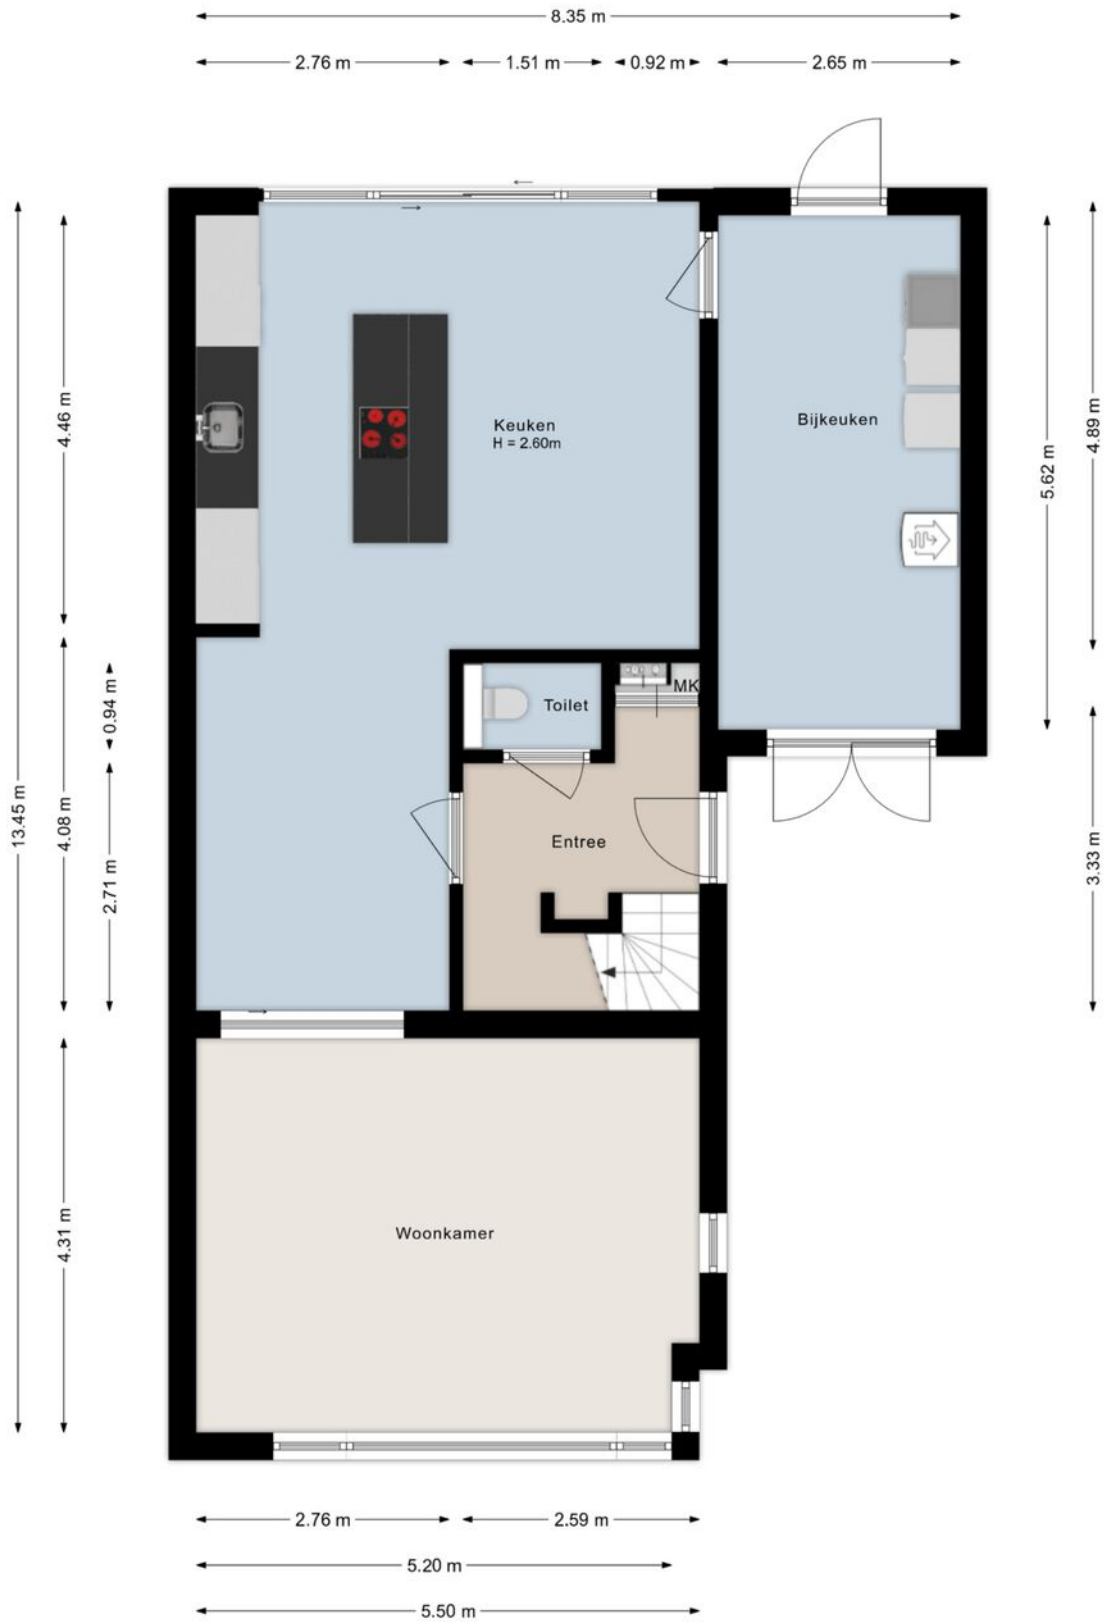 8.35 m
2.76 m
1.51 m
0.92 m
2.65 m
Keuken
H = 2.60m
Bijkeuken
4.46 m
4.89 m
5.62 m
Toilet
MK
0.94 m
13.45 m
4.08 m
2.71 m
Entree
3.33 m
Woonkamer
4.31 m
2.76 m
2.59 m
5.20 m
5.50 m